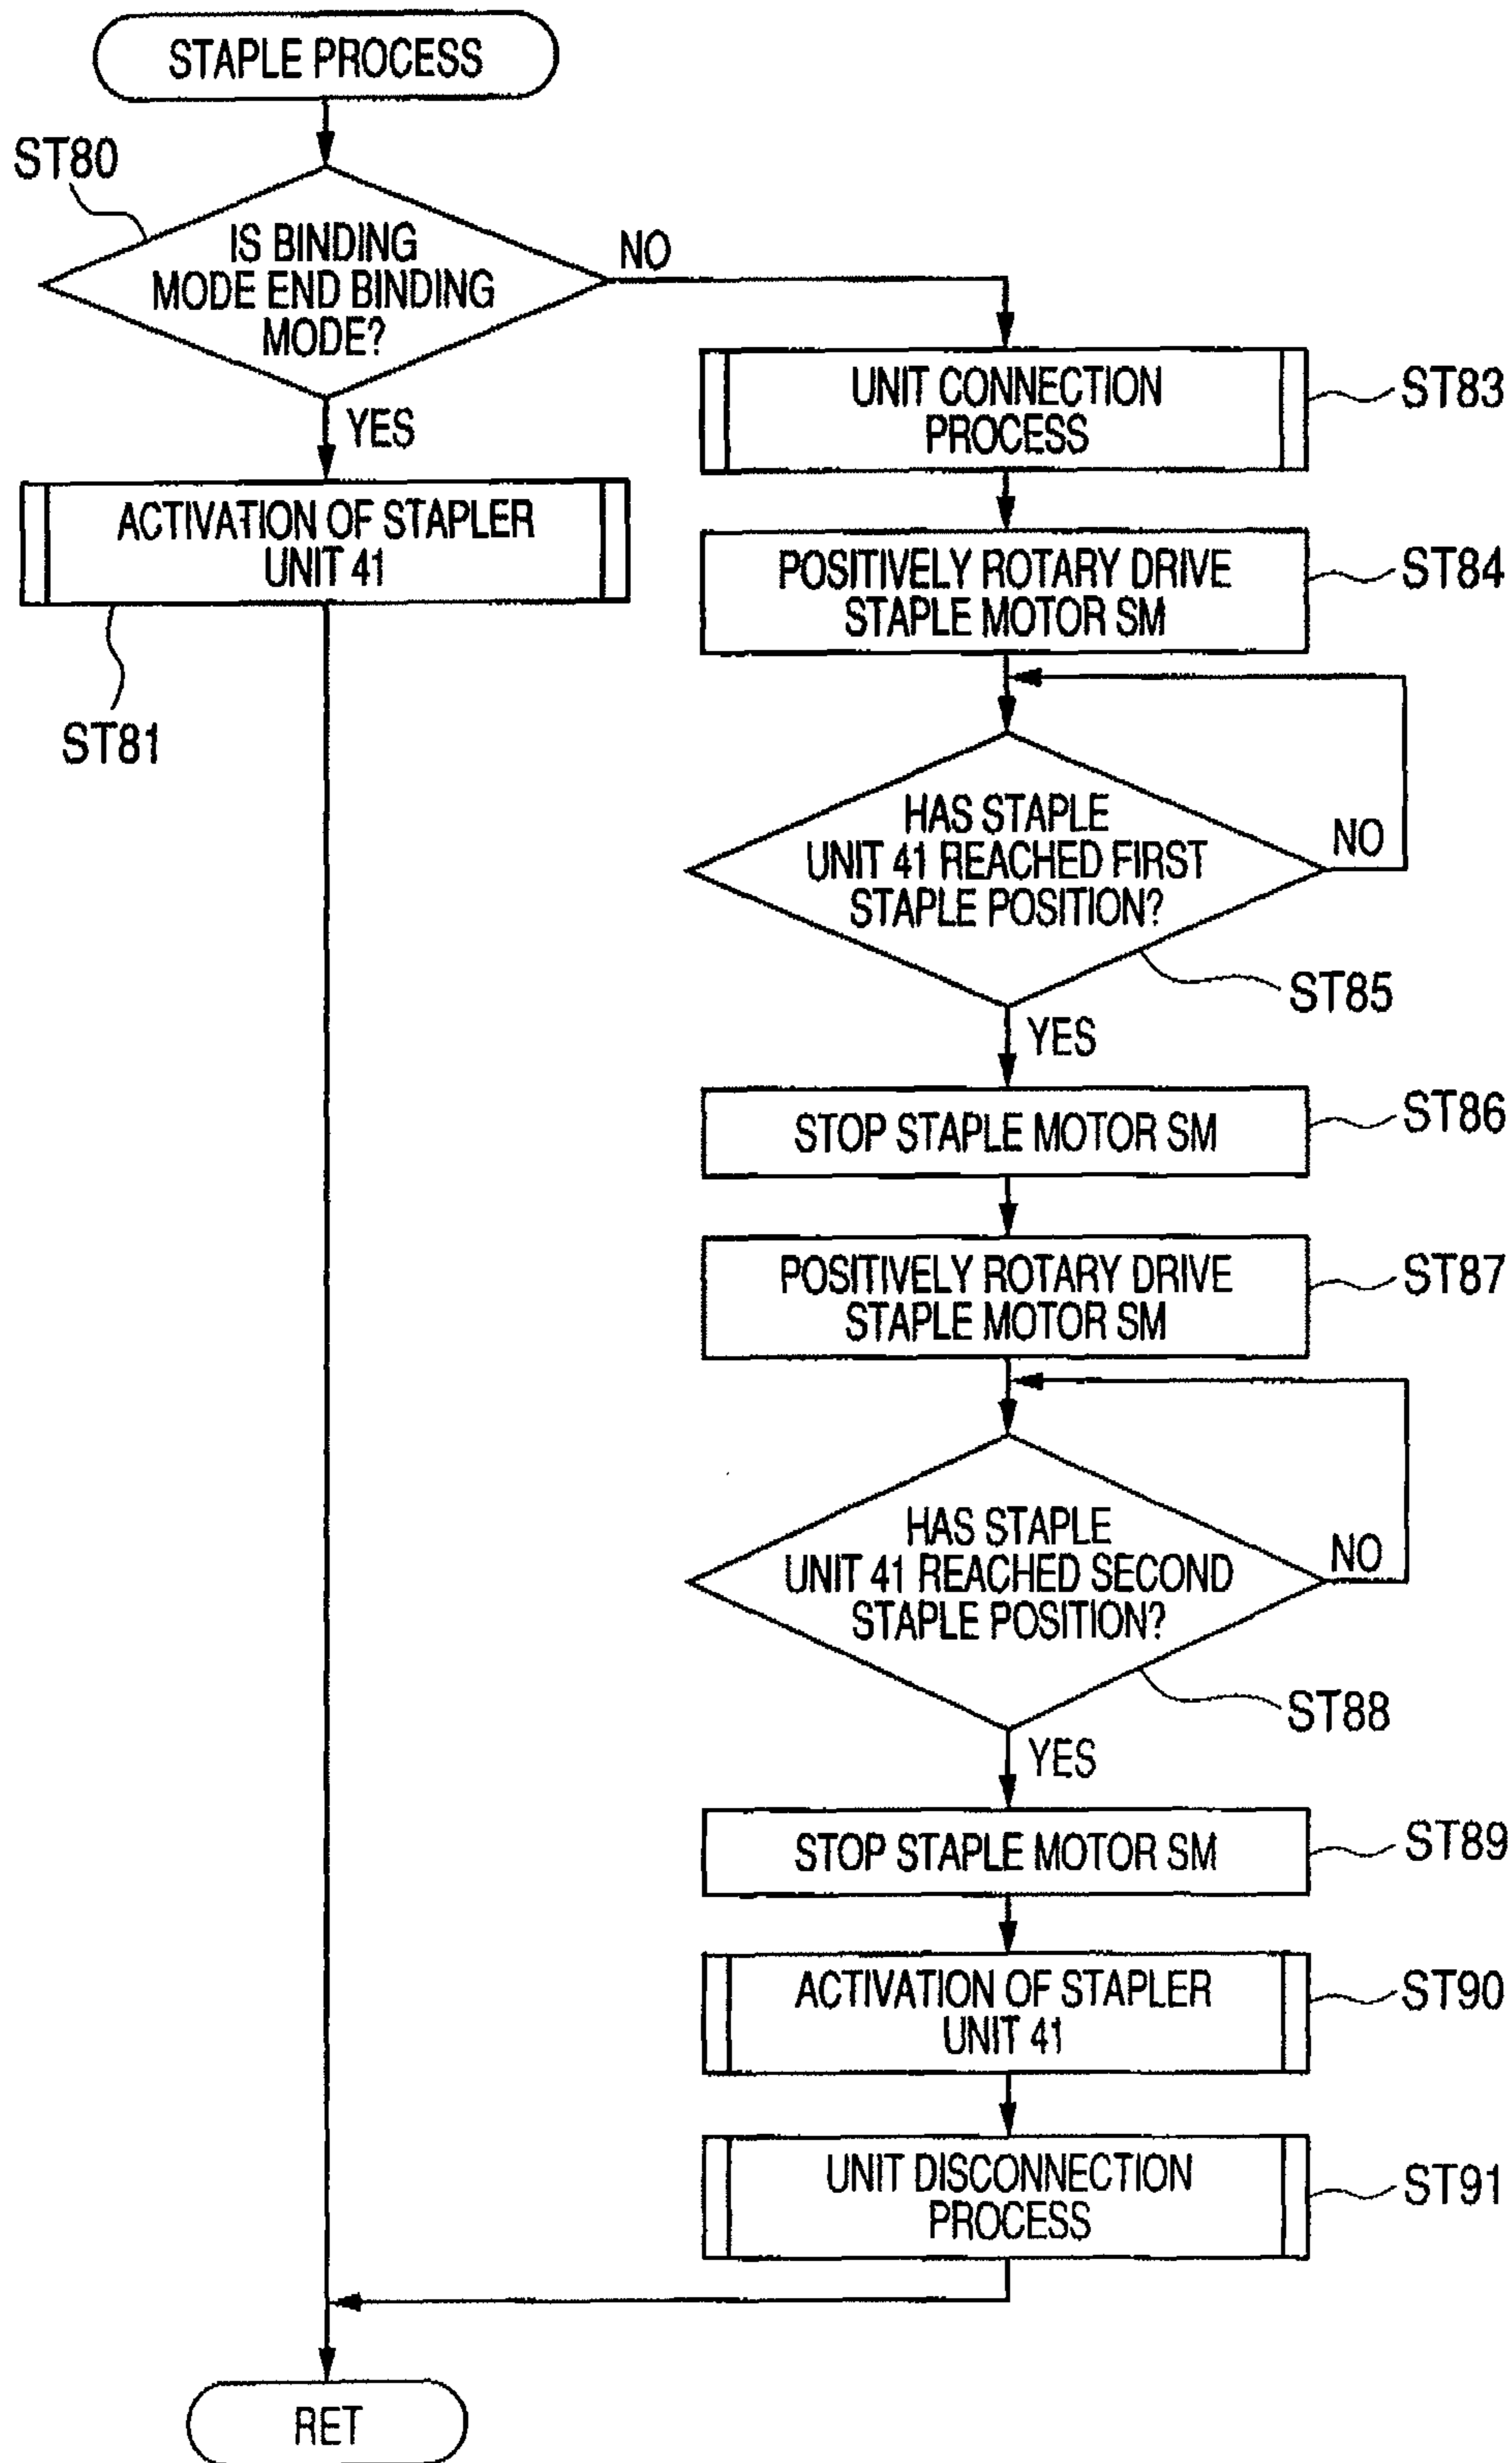 STAPLE PROCESS
ST80
IS BINDING
MODE END BINDING
MODE?
NO
YES
ACTIVATION OF STAPLER
UNIT 41
ST81
UNIT CONNECTION
PROCESS
ST83
POSITIVELY ROTARY DRIVE
STAPLE MOTOR SM
ST84
HAS STAPLE
UNIT 41 REACHED FIRST
STAPLE POSITION?
NO
ST85
YES
STOP STAPLE MOTOR SM
ST86
POSITIVELY ROTARY DRIVE
STAPLE MOTOR SM
ST87
HAS STAPLE
UNIT 41 REACHED SECOND
STAPLE POSITION?
NO
ST88
YES
STOP STAPLE MOTOR SM
ST89
ACTIVATION OF STAPLER
UNIT 41
ST90
UNIT DISCONNECTION
PROCESS
ST91
RET